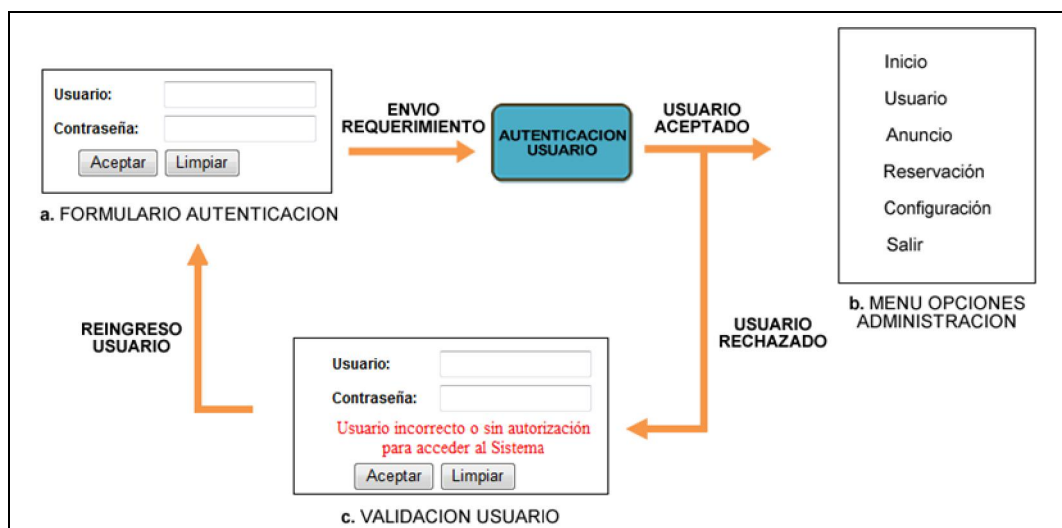 Usuario:
Contraseña:
Aceptar Limpiar
a. FORMULARIO AUTENTICACION
ENVIO
REQUERIMIENTO
AUTENTICACION
USUARIO
USUARIO
ACEPTADO
Inicio
Usuario
Anuncio
Reservación
Configuración
Salir
b. MENU OPCIONES
ADMINISTRACION
USUARIO
RECHAZADO
Usuario:
Contraseña:
Usuario incorrecto o sin autorización
para acceder al Sistema
Aceptar Limpiar
c. VALIDACION USUARIO
REINGRESO
USUARIO